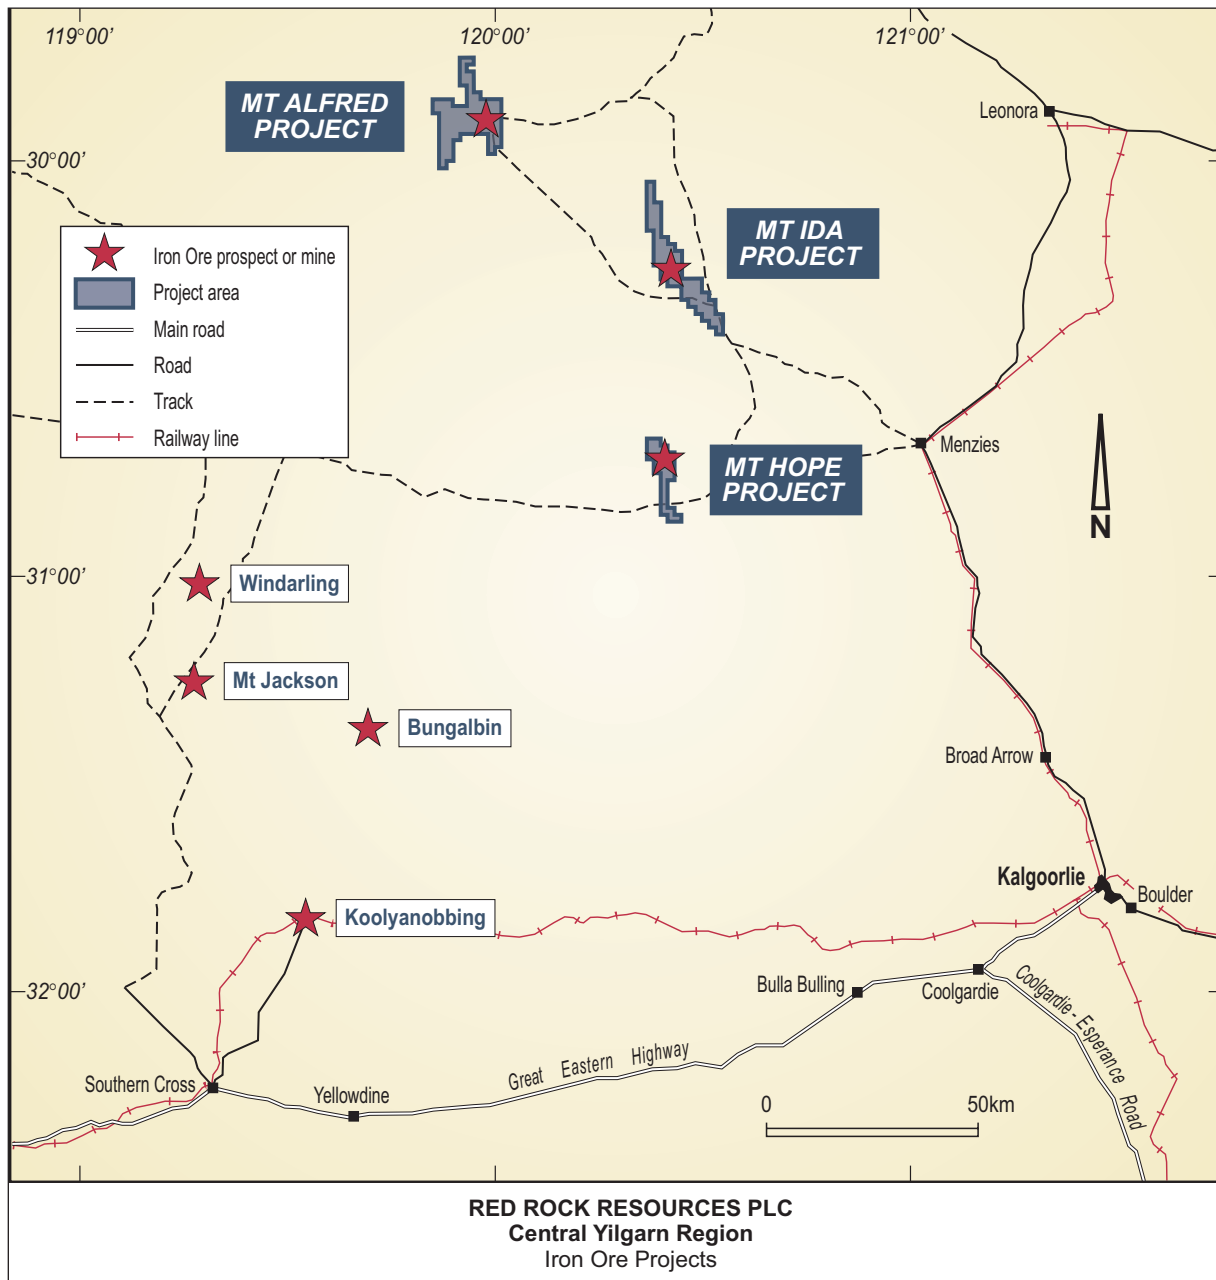 119°00'
120°00'
121°00'
MT ALFRED
PROJECT
Leonora
30°00'
MT IDA
PROJECT
Iron Ore prospect or mine
Project area
Main road
Road
Track
Railway line
Menzies
MT HOPE
PROJECT
N
31°00'
Windarling
Mt Jackson
Bungalbin
Broad Arrow
Kalgoorlie
Boulder
Koolyanobbing
Bulla Bulling
Coolgardie
32°00'
Coolgardie - Esperance Road
Great Eastern Highway
Southern Cross
Yellowdine
0
50km
RED ROCK RESOURCES PLC
Central Yilgarn Region
Iron Ore Projects